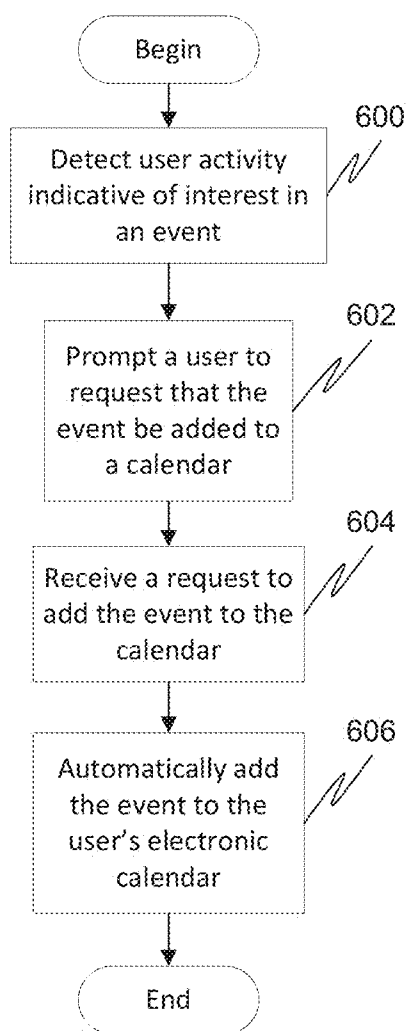 Begin
600
Detect user activity
indicative of interest in
an event
602
Prompt a user to
request that the
event be added to
a calendar
604
Receive a request to
add the event to the
calendar
606
Automatically add
the event to the
user's electronic
calendar
End